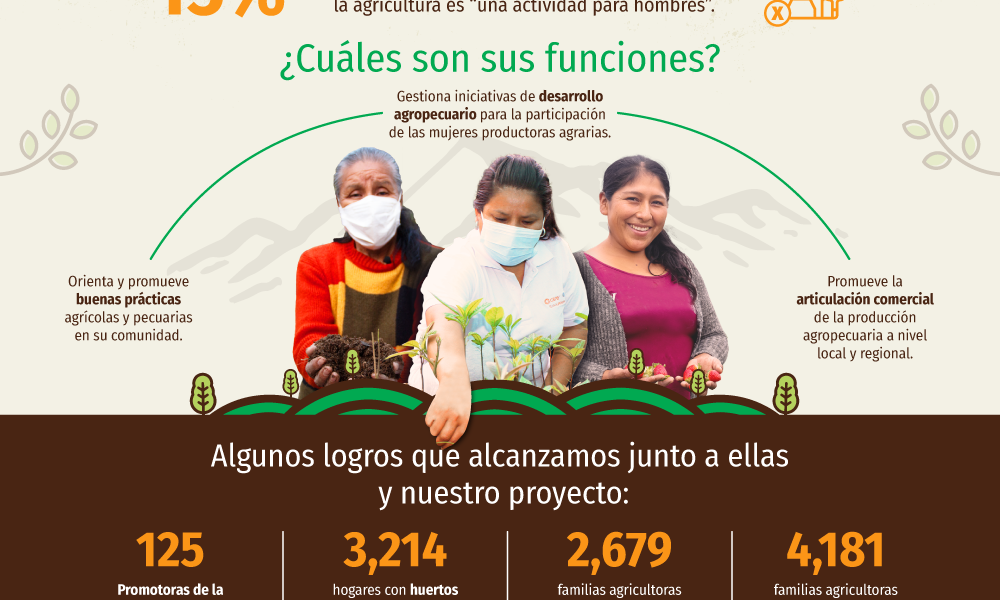 la agricultura es “una actividad para hombres”.
¿Cuáles son sus funciones?
Gestiona iniciativas de desarrollo
agropecuario para la participación
de las mujeres productoras agrarias.
Orienta y promueve
buenas prácticas
agrícolas y pecuarias
en su comunidad.
Promueve la
articulación comercial
de la producción
agropecuaria a nivel
local y regional.
Algunos logros que alcanzamos junto a ellas
y nuestro proyecto:
125
Promotoras de la
3,214
hogares con huertos
2,679
familias agricultoras
4,181
familias agricultoras